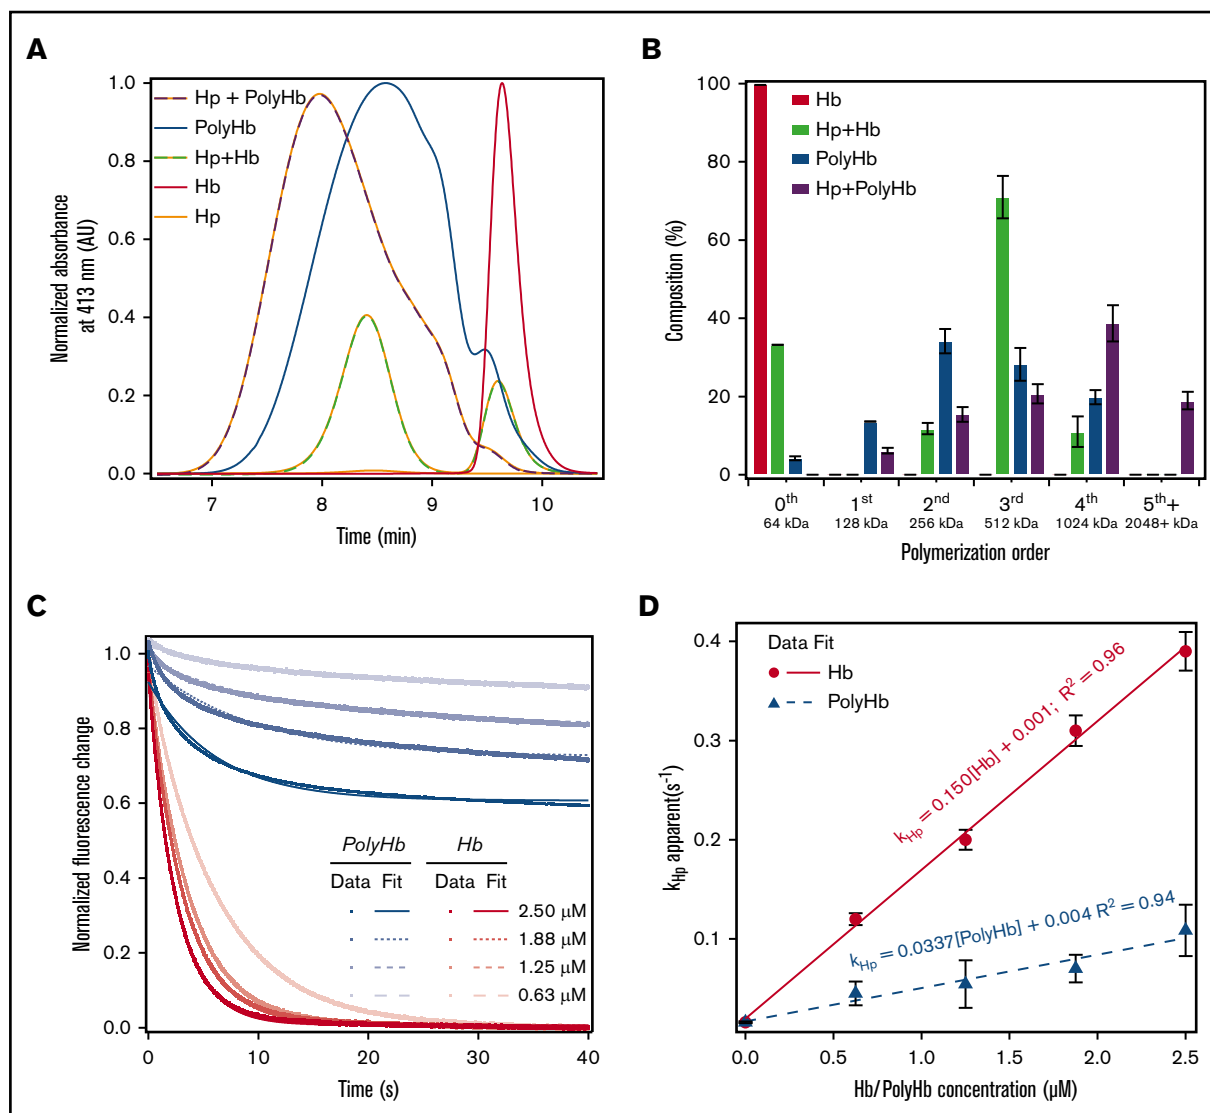 A
Normalized absorbance
at 413 nm (AU)
1.0
0.8
0.6
0.4
0.2
0.0
Hp + PolyHb
PolyHb
Hp+Hb
Hb
Hp
7
8
9
10
Time (min)
B
Composition (%)
100
80
60
40
20
0
Hb
Hp+Hb
PolyHb
Hp+PolyHb
0th 1st 2nd 3rd 4th 5th+
64 kDa 128 kDa 256 kDa 512 kDa 1024 kDa 2048+ kDa
Polymerization order
C
Normalized fluorescence change
1.0
0.8
0.6
0.4
0.2
0.0
PolyHb Hb
Data Fit Data Fit
2.50 μM
1.88 μM
1.25 μM
0.63 μM
0 10 20 30 40
Time (s)
D
kHp apparent(s-1)
0.4
0.3
0.2
0.1
Data Fit
Hb
PolyHb
kHp = 0.150[Hb] + 0.001; R2 = 0.96
kHp = 0.0337[PolyHb] + 0.004 R2 = 0.94
0.0 0.5 1.0 1.5 2.0 2.5
Hb/PolyHb concentration (μM)